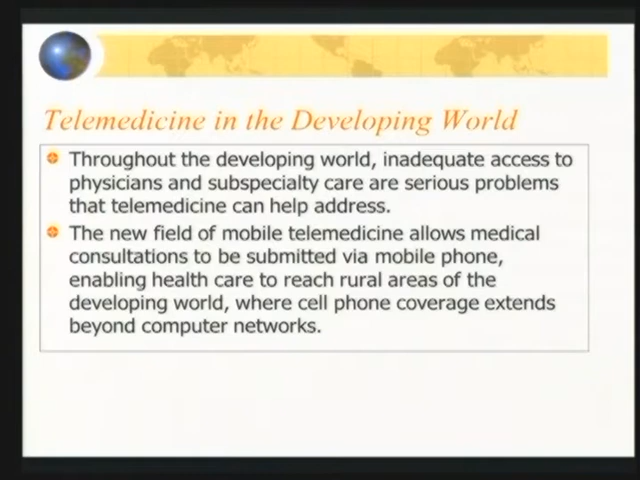 Telemedicine in the Developing World
Throughout the developing world, inadequate access to
physicians and subspecialty care are serious problems
that telemedicine can help address.
The new field of mobile telemedicine allows medical
consultations to be submitted via mobile phone,
enabling health care to reach rural areas of the
developing world, where cell phone coverage extends
beyond computer networks.